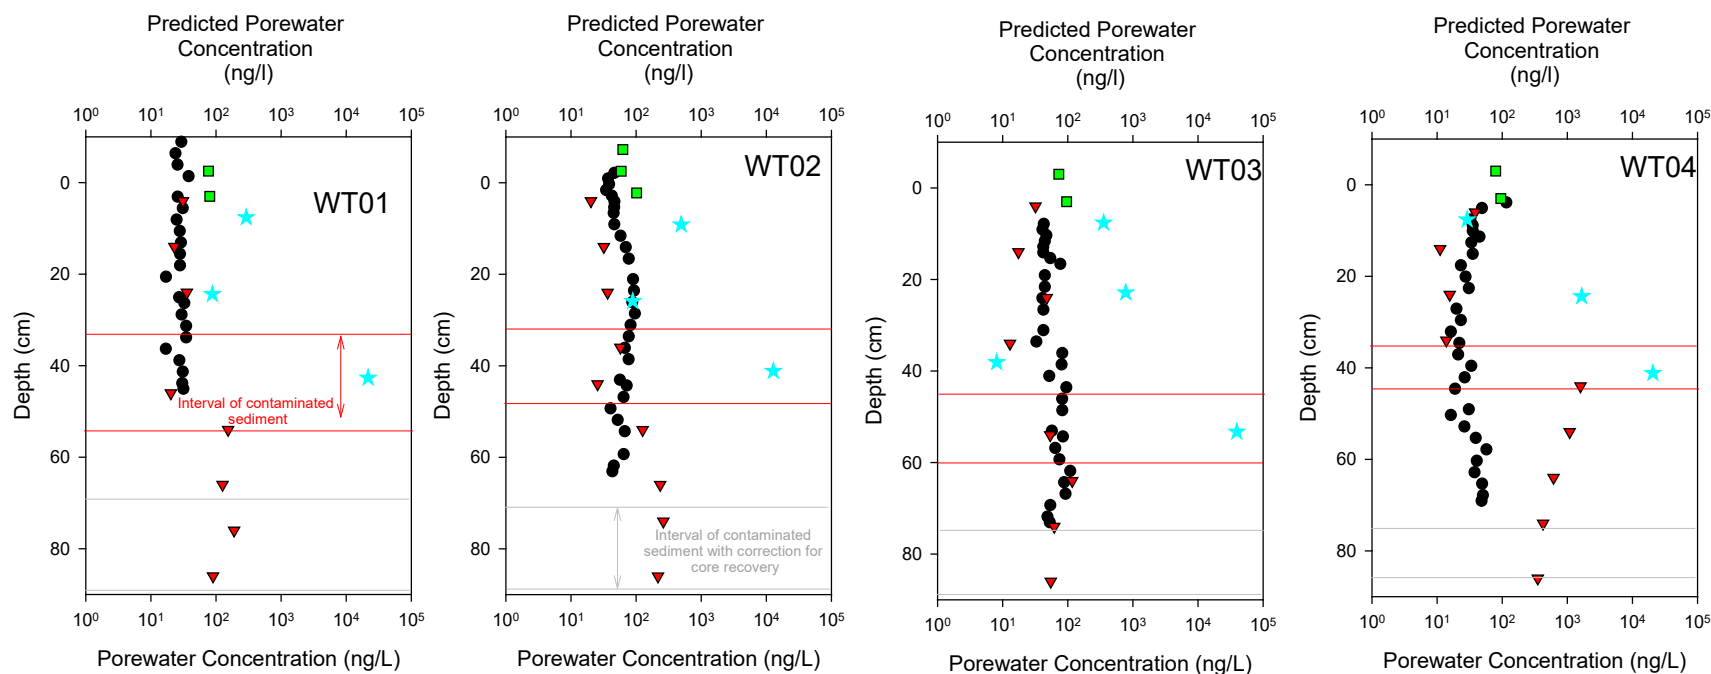 Predicted Porewater
Concentration
(ng/l)
10⁰ 10¹ 10² 10³ 10⁴ 10⁵
WT01
Depth (cm)
0
20
40
60
80
Interval of contaminated
sediment
10⁰ 10¹ 10² 10³ 10⁴ 10⁵
Porewater Concentration (ng/L)
Predicted Porewater
Concentration
(ng/l)
10⁰ 10¹ 10² 10³ 10⁴ 10⁵
WT02
Depth (cm)
0
20
40
60
80
Interval of contaminated
sediment with correction for
core recovery
10⁰ 10¹ 10² 10³ 10⁴ 10⁵
Porewater Concentration (ng/L)
Predicted Porewater
Concentration
(ng/l)
10⁰ 10¹ 10² 10³ 10⁴ 10⁵
WT03
Depth (cm)
0
20
40
60
80
10⁰ 10¹ 10² 10³ 10⁴ 10⁵
Porewater Concentration (ng/L)
Predicted Porewater
Concentration
(ng/l)
10⁰ 10¹ 10² 10³ 10⁴ 10⁵
WT04
Depth (cm)
0
20
40
60
80
10⁰ 10¹ 10² 10³ 10⁴ 10⁵
Porewater Concentration (ng/L)